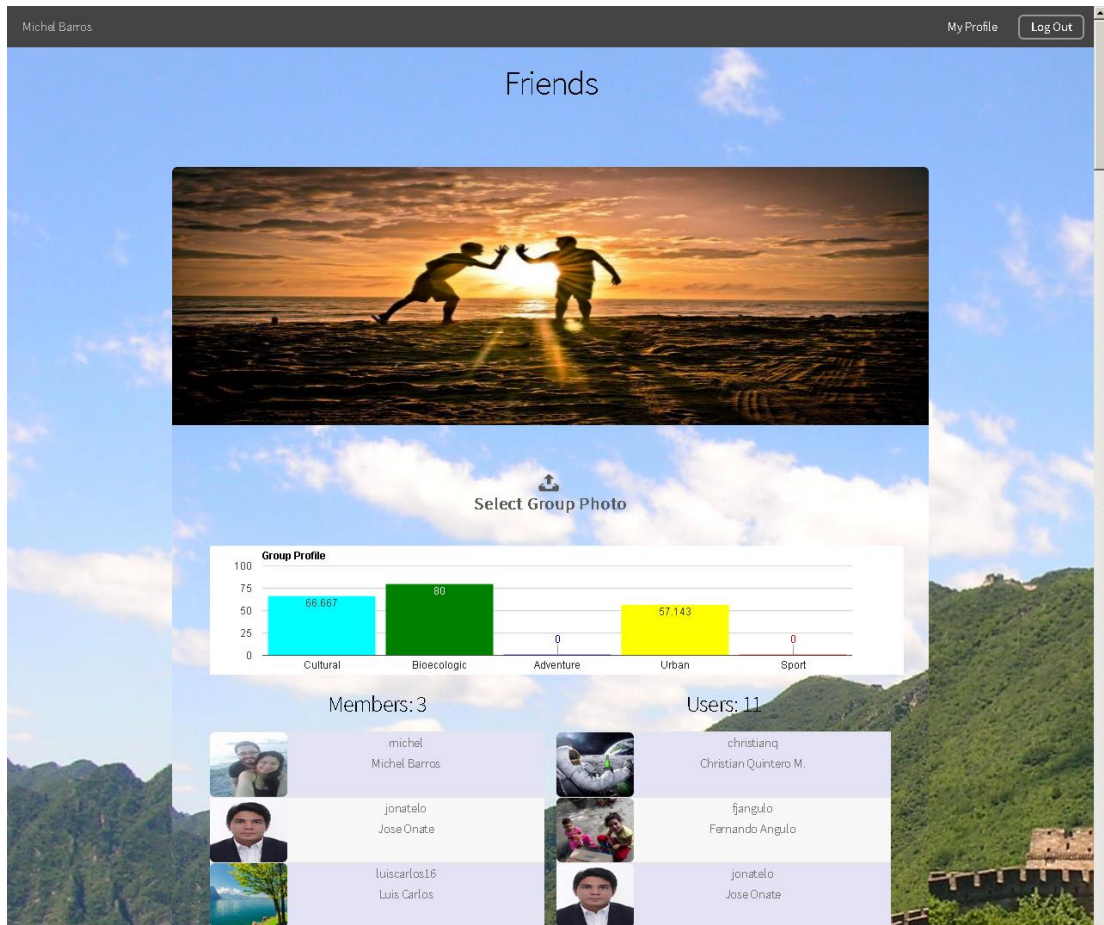 Michel Barros
My Profile
Log Out
Friends
Select Group Photo
Group Profile
100
75
50
25
0
66.667
80
0
57.143
0
Cultural
Bioecologic
Adventure
Urban
Sport
Members: 3
michel
Michel Barros
jonatelo
Jose Onate
luiscarlos16
Luis Carlos
Users: 11
christianq
Christian Quintero M.
fjangulo
Fernando Angulo
jonatelo
Jose Onate